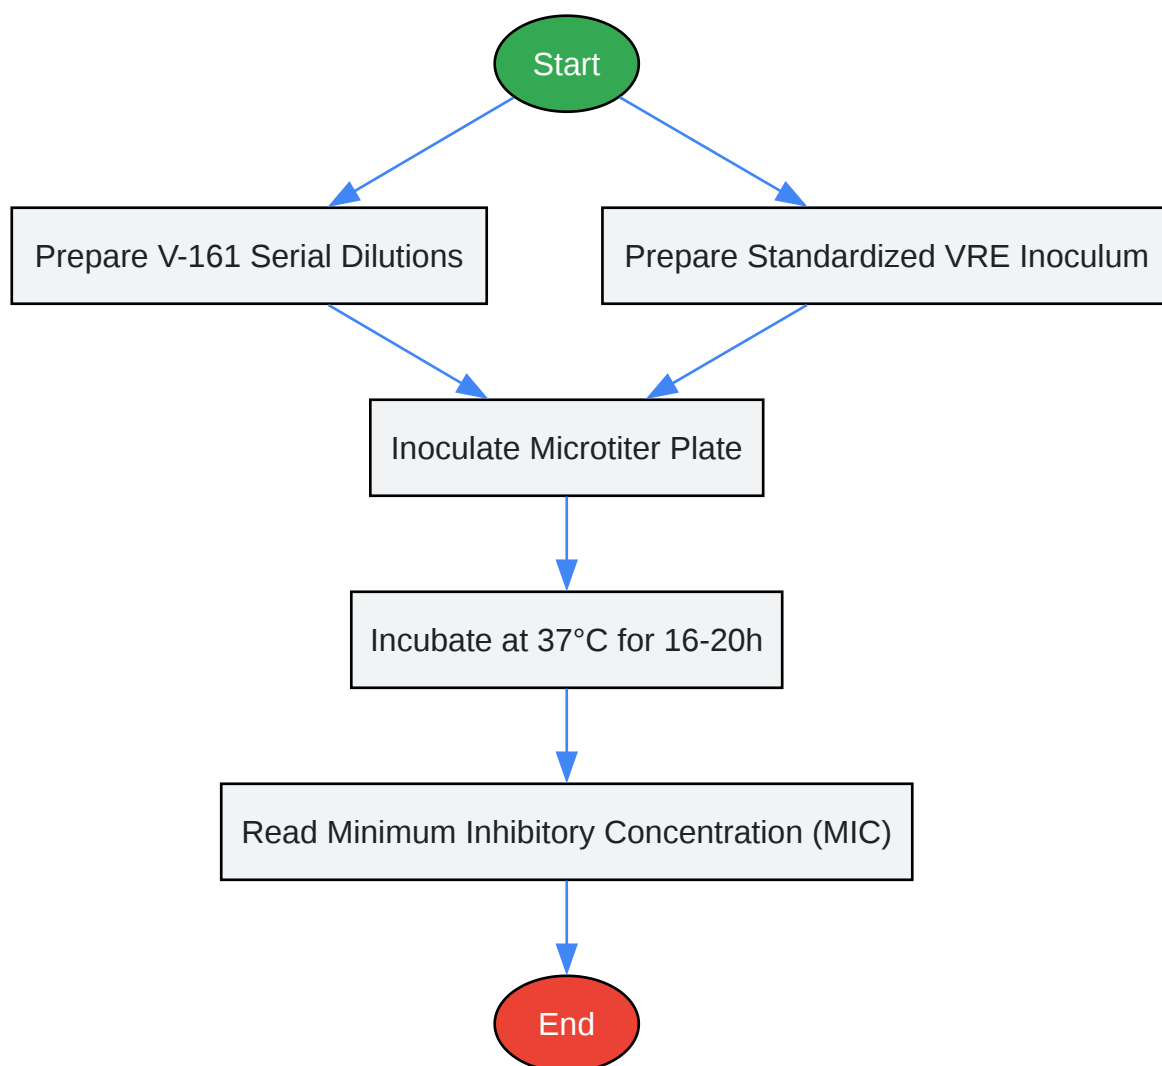 Start
Prepare V-161 Serial Dilutions
Prepare Standardized VRE Inoculum
Inoculate Microtiter Plate
Incubate at 37°C for 16-20h
Read Minimum Inhibitory Concentration (MIC)
End